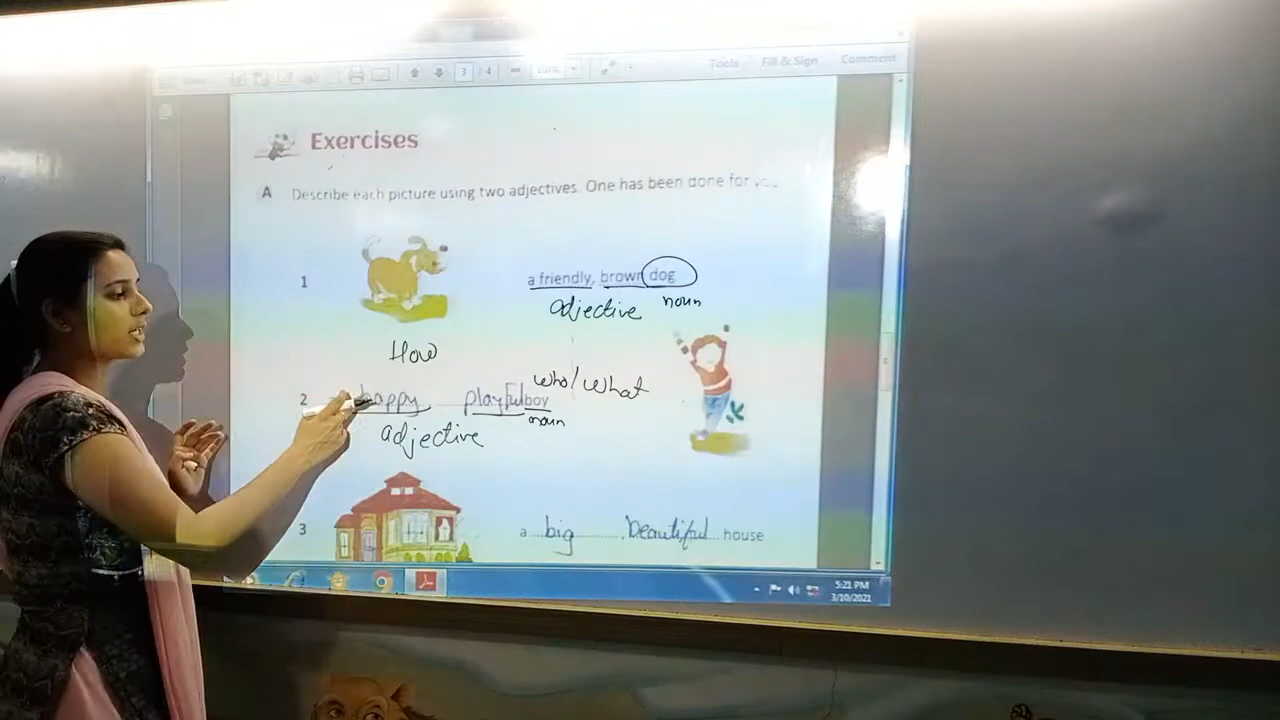 3 / 4
Tools Fill & Sign Comment
Exercises
A Describe each picture using two adjectives. One has been done for you.
1 a friendly, brown dog
adjective noun
How
who/what
2 happy playful boy
noun
adjective
3 a big, beautiful house
5:21 PM
3/10/2021